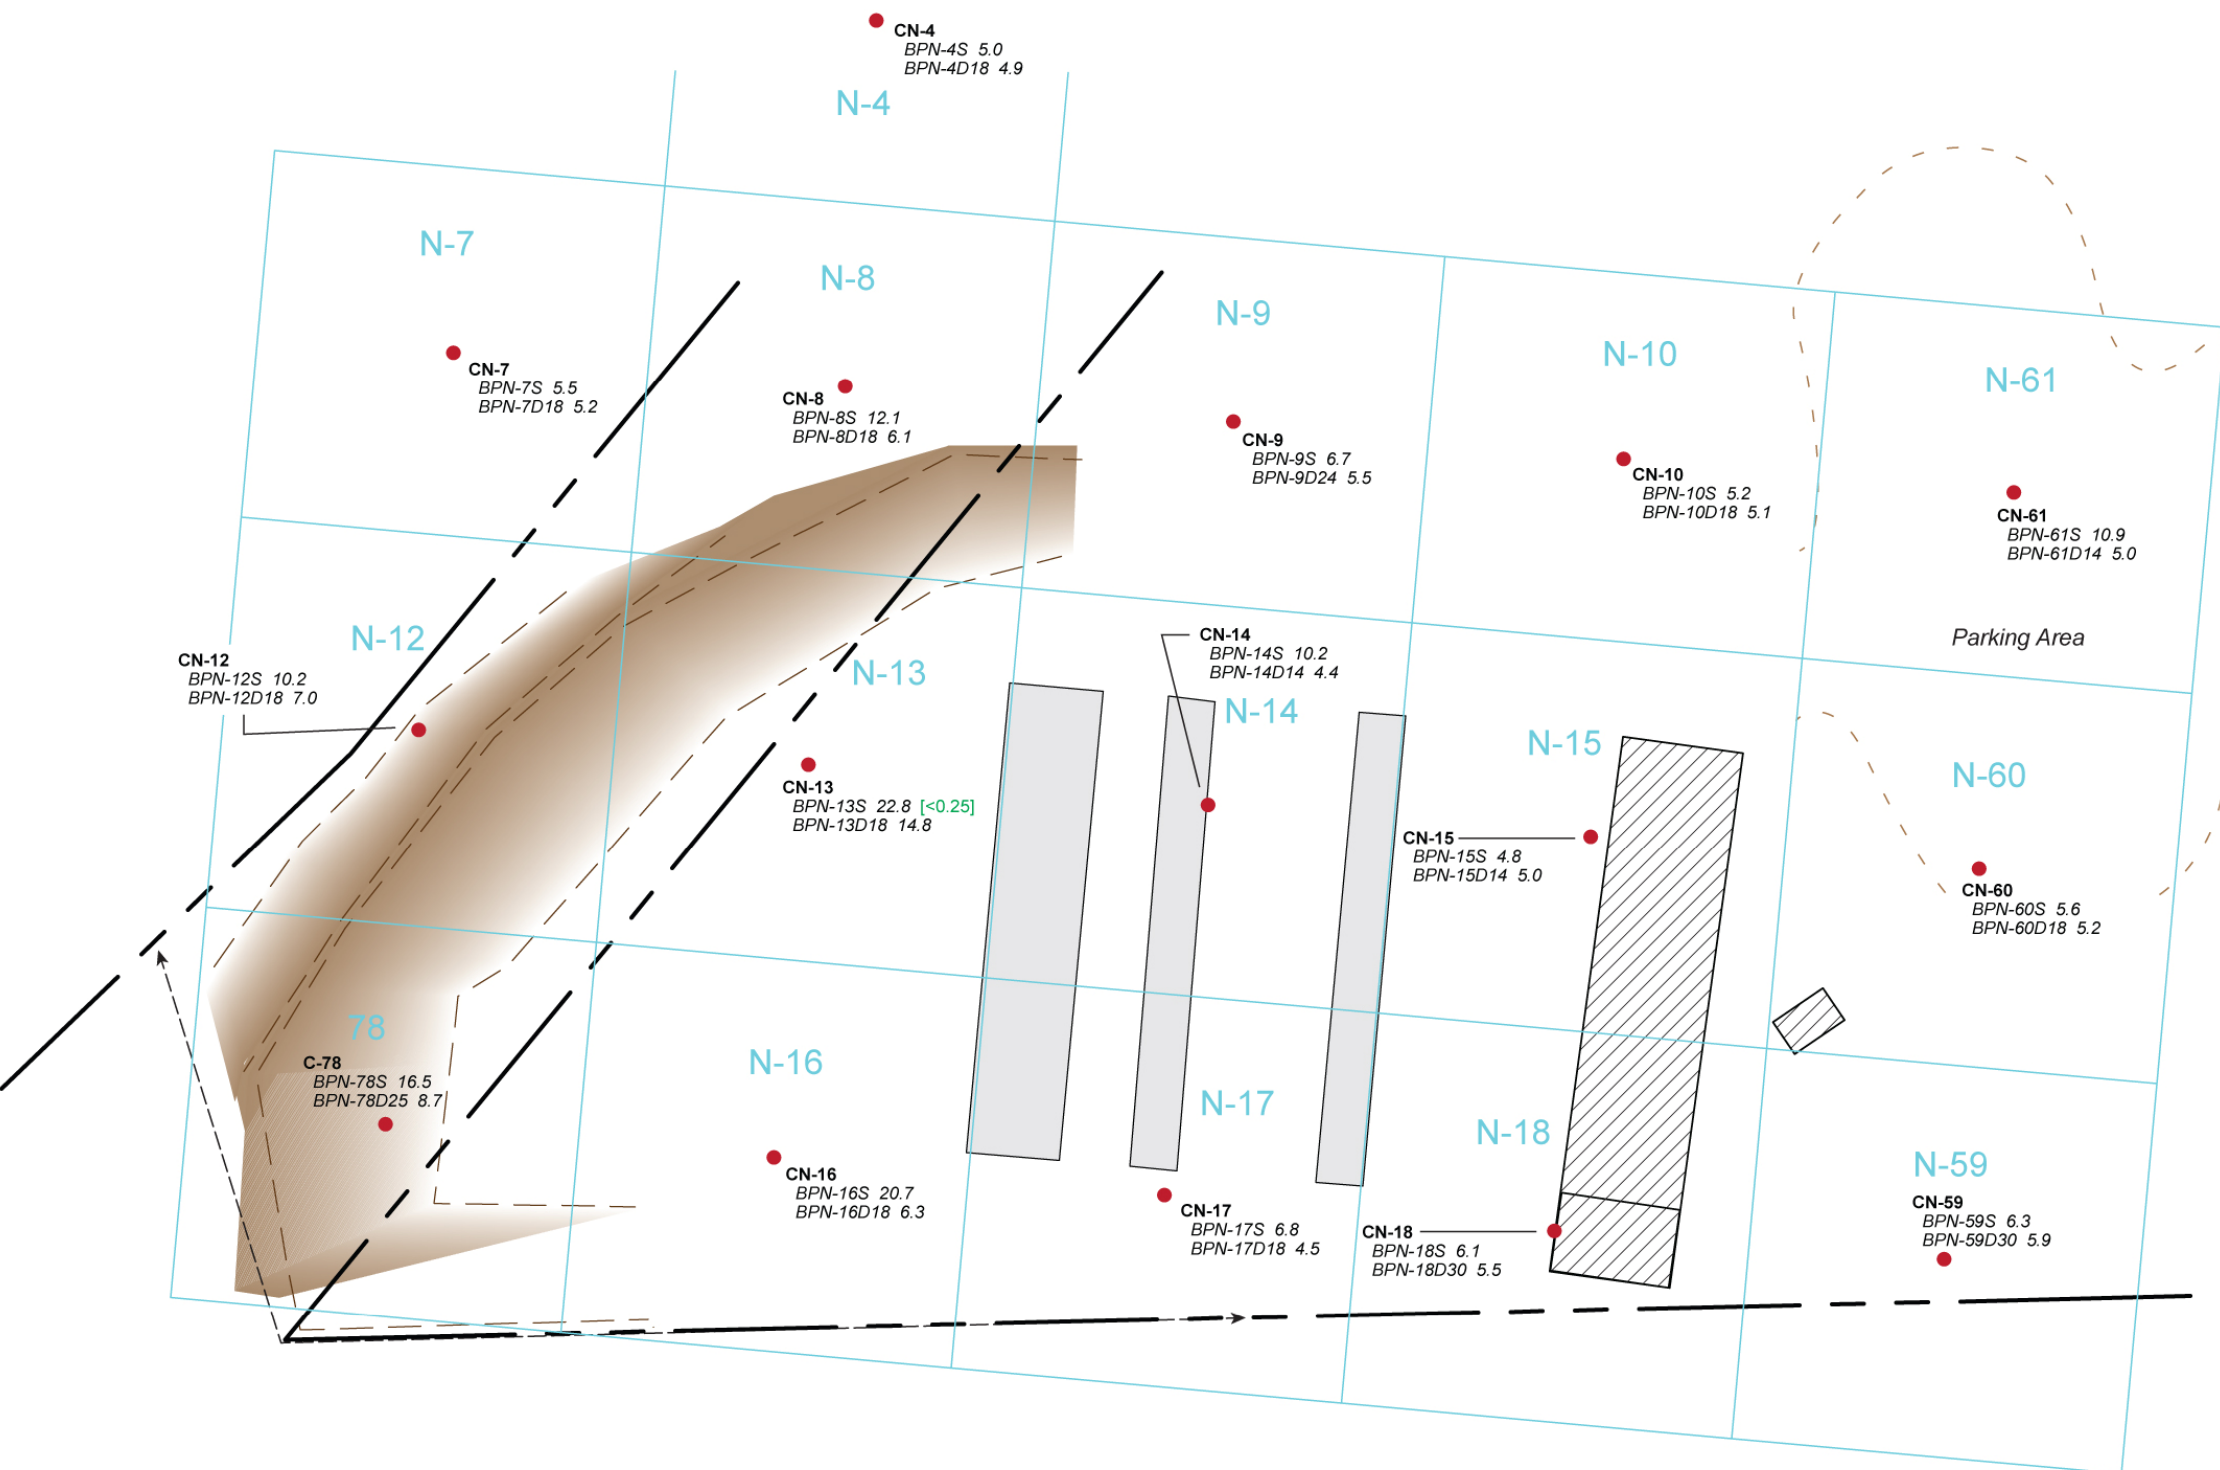 CN-4
BPN-4S 5.0
BPN-4D18 4.9
N-4
N-7
CN-7
BPN-7S 5.5
BPN-7D18 5.2
N-8
CN-8
BPN-8S 12.1
BPN-8D18 6.1
N-9
CN-9
BPN-9S 6.7
BPN-9D24 5.5
N-10
CN-10
BPN-10S 5.2
BPN-10D18 5.1
N-61
CN-61
BPN-61S 10.9
BPN-61D14 5.0
Parking Area
N-12
CN-12
BPN-12S 10.2
BPN-12D18 7.0
N-13
CN-13
BPN-13S 22.8 [<0.25]
BPN-13D18 14.8
CN-14
BPN-14S 10.2
BPN-14D14 4.4
N-14
N-15
CN-15
BPN-15S 4.8
BPN-15D14 5.0
N-60
CN-60
BPN-60S 5.6
BPN-60D18 5.2
78
C-78
BPN-78S 16.5
BPN-78D25 8.7
N-16
CN-16
BPN-16S 20.7
BPN-16D18 6.3
N-17
CN-17
BPN-17S 6.8
BPN-17D18 4.5
N-18
CN-18
BPN-18S 6.1
BPN-18D30 5.5
N-59
CN-59
BPN-59S 6.3
BPN-59D30 5.9